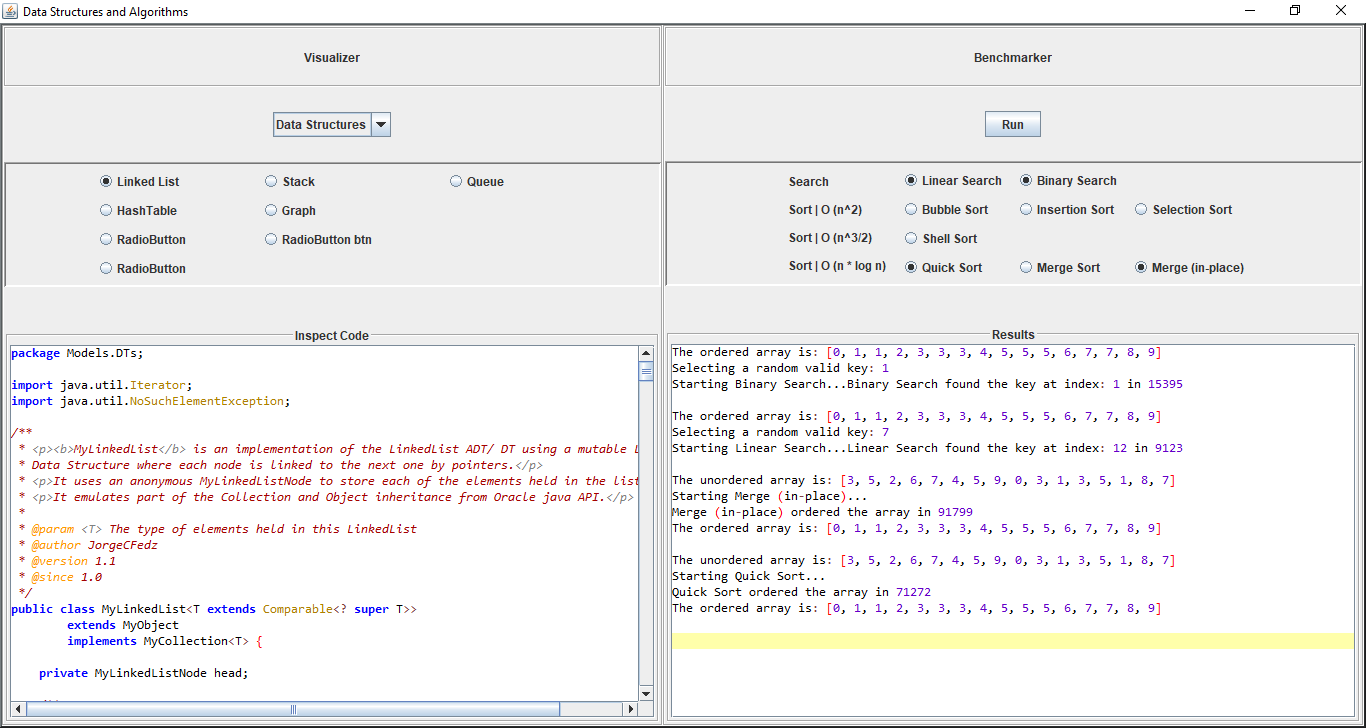 Data Structures and Algorithms
Visualizer
Data Structures
Linked List Stack Queue
HashTable Graph
RadioButton RadioButton btn
RadioButton
Inspect Code
package Models.DTs;
import java.util.Iterator;
import java.util.NoSuchElementException;
/**
* <p><b>MyLinkedList</b> is an implementation of the LinkedList ADT/ DT using a mutable
* Data Structure where each node is linked to the next one by pointers.</p>
* <p>It uses an anonymous MyLinkedListNode to store each of the elements held in the list
* <p>It emulates part of the Collection and Object inheritance from Oracle java API.</p>
*
* @param <T> The type of elements held in this LinkedList
* @author JorgeCFedz
* @version 1.1
* @since 1.0
*/
public class MyLinkedList<T extends Comparable<? super T>>
extends MyObject
implements MyCollection<T> {
private MyLinkedListNode head;
Benchmarker
Run
Search Linear Search Binary Search
Sort | O (n^2) Bubble Sort Insertion Sort Selection Sort
Sort | O (n^3/2) Shell Sort
Sort | O (n * log n) Quick Sort Merge Sort Merge (in-place)
Results
The ordered array is: [0, 1, 1, 2, 3, 3, 3, 4, 5, 5, 5, 6, 7, 7, 8, 9]
Selecting a random valid key: 1
Starting Binary Search...Binary Search found the key at index: 1 in 15395
The ordered array is: [0, 1, 1, 2, 3, 3, 3, 4, 5, 5, 5, 6, 7, 7, 8, 9]
Selecting a random valid key: 7
Starting Linear Search...Linear Search found the key at index: 12 in 9123
The unordered array is: [3, 5, 2, 6, 7, 4, 5, 9, 0, 3, 1, 3, 5, 1, 8, 7]
Starting Merge (in-place)...
Merge (in-place) ordered the array in 91799
The ordered array is: [0, 1, 1, 2, 3, 3, 3, 4, 5, 5, 5, 6, 7, 7, 8, 9]
The unordered array is: [3, 5, 2, 6, 7, 4, 5, 9, 0, 3, 1, 3, 5, 1, 8, 7]
Starting Quick Sort...
Quick Sort ordered the array in 71272
The ordered array is: [0, 1, 1, 2, 3, 3, 3, 4, 5, 5, 5, 6, 7, 7, 8, 9]